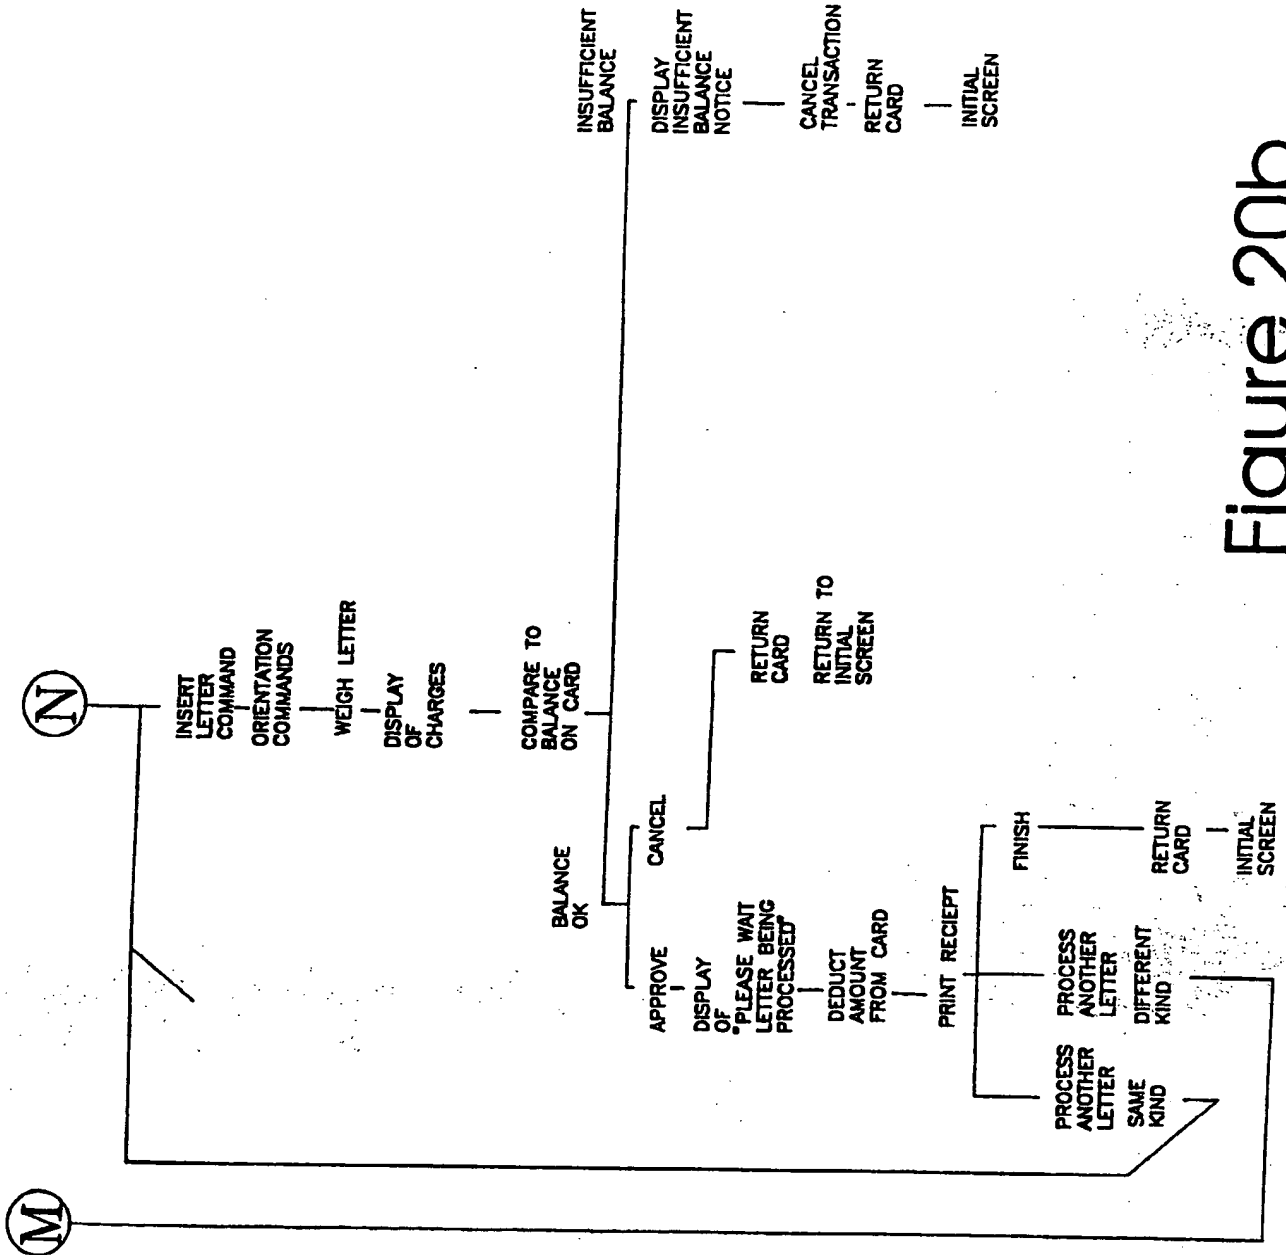 M
N
INSERT
LETTER
COMMAND
ORIENTATION
COMMANDS
WEIGH LETTER
DISPLAY
OF
CHARGES
COMPARE TO
BALANCE
ON CARD
BALANCE
OK
INSUFFICIENT
BALANCE
APPROVE
CANCEL
DISPLAY
INSUFFICIENT
BALANCE
NOTICE
DISPLAY
OF
"PLEASE WAIT
LETTER BEING
PROCESSED"
RETURN
CARD
RETURN TO
INITIAL
SCREEN
CANCEL
TRANSACTION
RETURN
CARD
INITIAL
SCREEN
DEDUCT
AMOUNT
FROM CARD
PRINT RECIEPT
PROCESS
ANOTHER
LETTER
SAME
KIND
PROCESS
ANOTHER
LETTER
DIFFERENT
KIND
FINISH
RETURN
CARD
INITIAL
SCREEN
Figure 20b